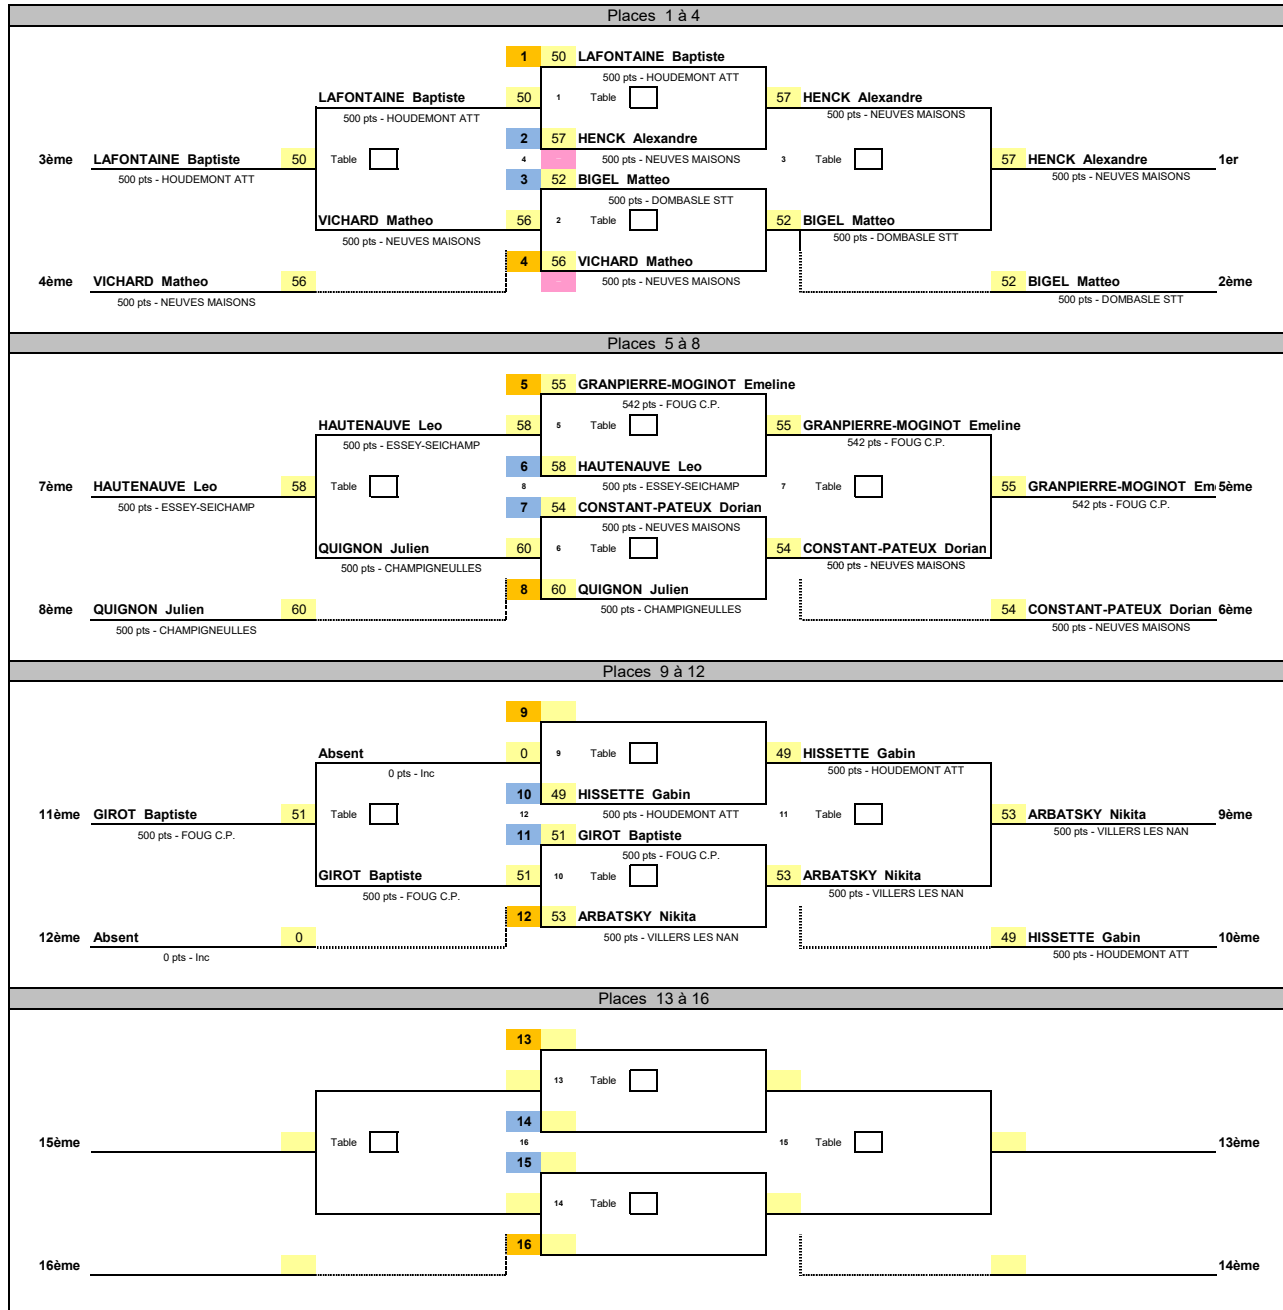 Places 1 à 4
1 50 LAFONTAINE Baptiste
500 pts - HOUDEMONT ATT
LAFONTAINE Baptiste 50 1 Table 57 HENCK Alexandre
500 pts - HOUDEMONT ATT 500 pts - NEUVES MAISONS
2 57 HENCK Alexandre
3ème LAFONTAINE Baptiste 50 Table 4 500 pts - NEUVES MAISONS 3 Table 57 HENCK Alexandre 1er
500 pts - HOUDEMONT ATT 3 52 BIGEL Matteo 500 pts - NEUVES MAISONS
500 pts - DOMBASLE STT
VICHARD Matheo 56 2 Table 52 BIGEL Matteo
500 pts - NEUVES MAISONS 500 pts - DOMBASLE STT
4 56 VICHARD Matheo
4ème VICHARD Matheo 56 500 pts - NEUVES MAISONS 52 BIGEL Matteo 2ème
500 pts - NEUVES MAISONS 500 pts - DOMBASLE STT
Places 5 à 8
5 55 GRANPIERRE-MOGINOT Emeline
542 pts - FOUG C.P.
HAUTENAUVE Leo 58 5 Table 55 GRANPIERRE-MOGINOT Emeline
500 pts - ESSEY-SEICHAMP 542 pts - FOUG C.P.
6 58 HAUTENAUVE Leo
7ème HAUTENAUVE Leo 58 Table 8 500 pts - ESSEY-SEICHAMP 7 Table 55 GRANPIERRE-MOGINOT Em 5ème
500 pts - ESSEY-SEICHAMP 7 54 CONSTANT-PATEUX Dorian 542 pts - FOUG C.P.
500 pts - NEUVES MAISONS
QUIGNON Julien 60 6 Table 54 CONSTANT-PATEUX Dorian
500 pts - CHAMPIGNEULLES 500 pts - NEUVES MAISONS
8 60 QUIGNON Julien
8ème QUIGNON Julien 60 500 pts - CHAMPIGNEULLES 54 CONSTANT-PATEUX Dorian 6ème
500 pts - CHAMPIGNEULLES 500 pts - NEUVES MAISONS
Places 9 à 12
9
Absent 0 9 Table 49 HISSETTE Gabin
0 pts - Inc 500 pts - HOUDEMONT ATT
10 49 HISSETTE Gabin
11ème GIROT Baptiste 51 Table 12 500 pts - HOUDEMONT ATT 11 Table 53 ARBATSKY Nikita 9ème
500 pts - FOUG C.P. 11 51 GIROT Baptiste 500 pts - VILLERS LES NAN
500 pts - FOUG C.P.
GIROT Baptiste 51 10 Table 53 ARBATSKY Nikita
500 pts - FOUG C.P. 500 pts - VILLERS LES NAN
12 53 ARBATSKY Nikita
12ème Absent 0 500 pts - VILLERS LES NAN 49 HISSETTE Gabin 10ème
0 pts - Inc 500 pts - HOUDEMONT ATT
Places 13 à 16
13
13 Table
14
15ème Table 16 15 Table 13ème
15
14 Table
16
16ème 14ème